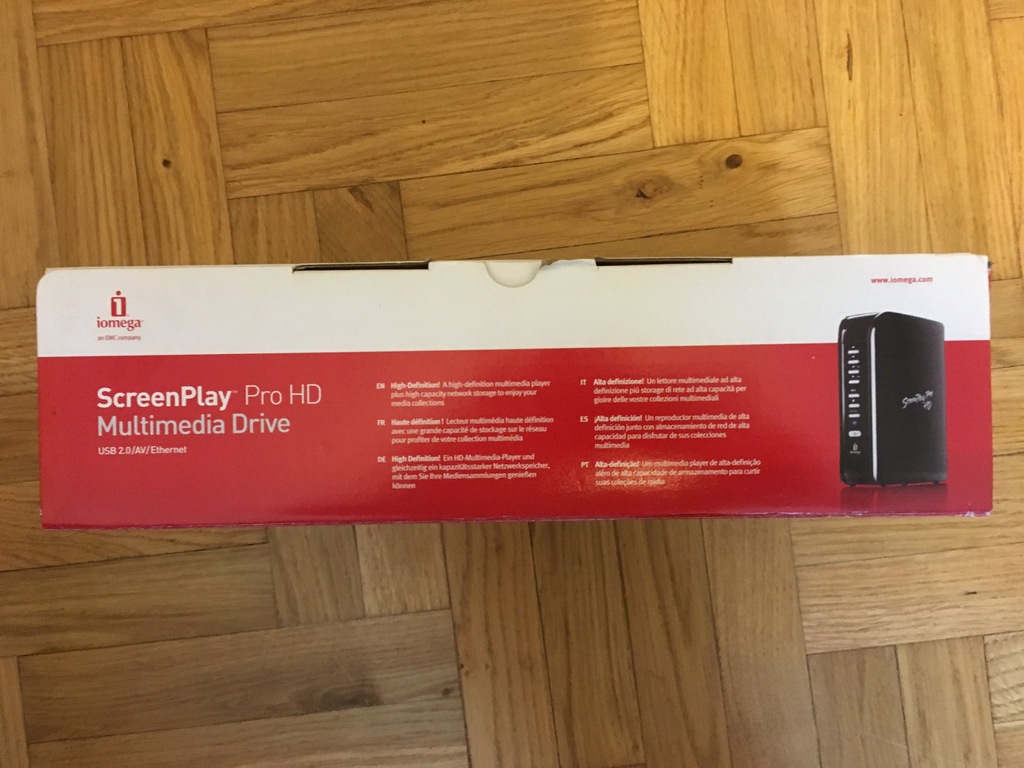 iomega™
an EMC company
www.iomega.com
ScreenPlay™ Pro HD
Multimedia Drive
USB 2.0/AV/Ethernet
EN High-Definition! A high-definition multimedia player
plus high capacity network storage to enjoy your
media collections
FR Haute définition ! Lecteur multimédia haute définition
avec une grande capacité de stockage sur le réseau
pour profiter de votre collection multimédia
DE High Definition! Ein HD-Multimedia-Player und
gleichzeitig ein kapazitätsstarker Netzwerkspeicher,
mit dem Sie Ihre Mediensammlungen genießen
können
IT Alta definizione! Un lettore multimediale ad alta
definizione più storage di rete ad alta capacità per
gioire delle vostre collezioni multimediali
ES ¡Alta definición! Un reproductor multimedia de alta
definición junto con almacenamiento de red de alta
capacidad para disfrutar de sus colecciones
multimedia
PT Alta-definição! Um multimedia player de alta-definição
além de alta capacidade de armazenamento para curtir
suas coleções de mídia
ScreenPlay Pro
HD